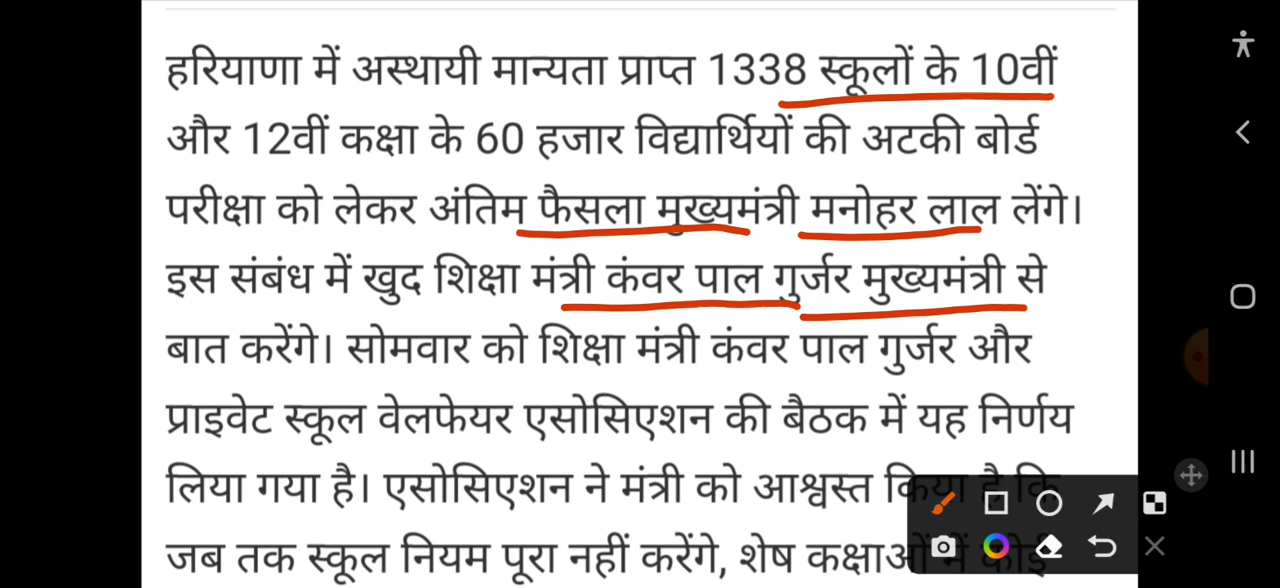 हरियाणा में अस्थायी मान्यता प्राप्त 1338 स्कूलों के 10वीं
और 12वीं कक्षा के 60 हजार विद्यार्थियों की अटकी बोर्ड
परीक्षा को लेकर अंतिम फैसला मुख्यमंत्री मनोहर लाल लेंगे।
इस संबंध में खुद शिक्षा मंत्री कंवर पाल गुर्जर मुख्यमंत्री से
बात करेंगे। सोमवार को शिक्षा मंत्री कंवर पाल गुर्जर और
प्राइवेट स्कूल वेलफेयर एसोसिएशन की बैठक में यह निर्णय
लिया गया है। एसोसिएशन ने मंत्री को आश्वस्त किया है कि
जब तक स्कूल नियम पूरा नहीं करेंगे, शेष कक्षाओं में कोई